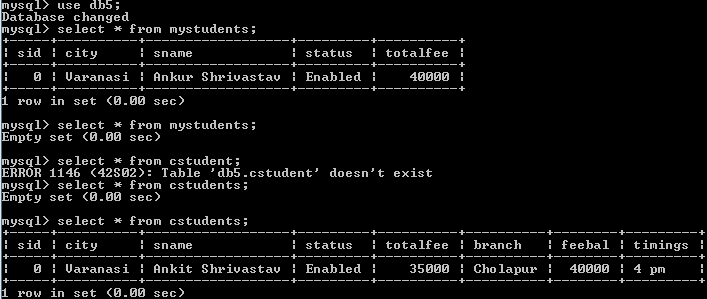 mysql> use db5;
Database changed
mysql> select * from mystudents;
+-----+----------+------------------+---------+----------+
| sid | city     | sname            | status  | totalfee |
+-----+----------+------------------+---------+----------+
|   0 | Varanasi | Ankur Shrivastav | Enabled |    40000 |
+-----+----------+------------------+---------+----------+
1 row in set (0.00 sec)
mysql> select * from mystudents;
Empty set (0.00 sec)
mysql> select * from cstudent;
ERROR 1146 (42S02): Table 'db5.cstudent' doesn't exist
mysql> select * from cstudents;
Empty set (0.00 sec)
mysql> select * from cstudents;
+-----+----------+------------------+---------+----------+----------+--------+---------+
| sid | city     | sname            | status  | totalfee | branch   | feebal | timings |
+-----+----------+------------------+---------+----------+----------+--------+---------+
|   0 | Varanasi | Ankit Shrivastav | Enabled |    35000 | Cholapur |  40000 | 4 pm    |
+-----+----------+------------------+---------+----------+----------+--------+---------+
1 row in set (0.00 sec)